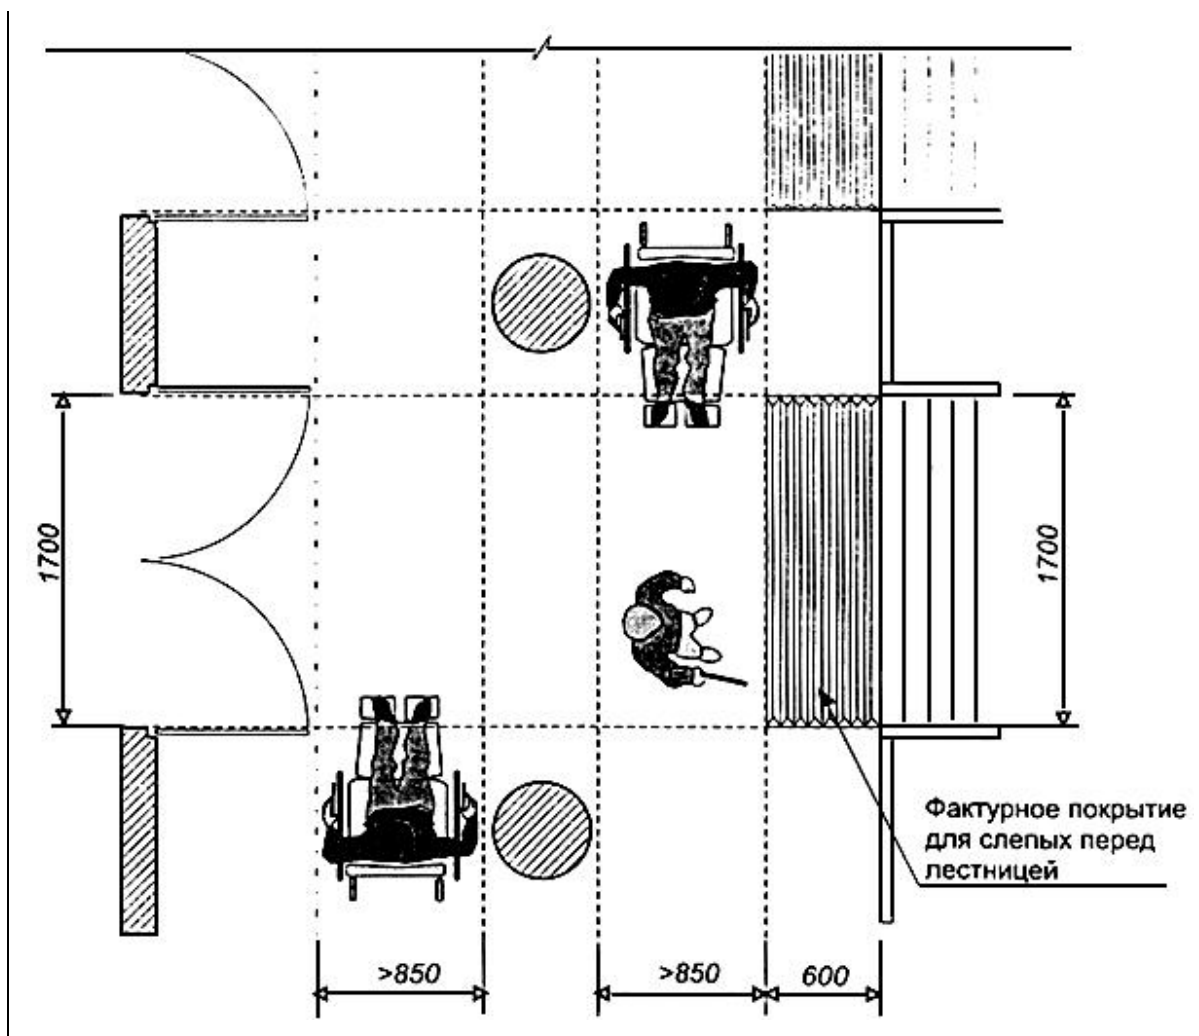 1700
1700
Фактурное покрытие
для слепых перед
лестницей
>850
>850
600